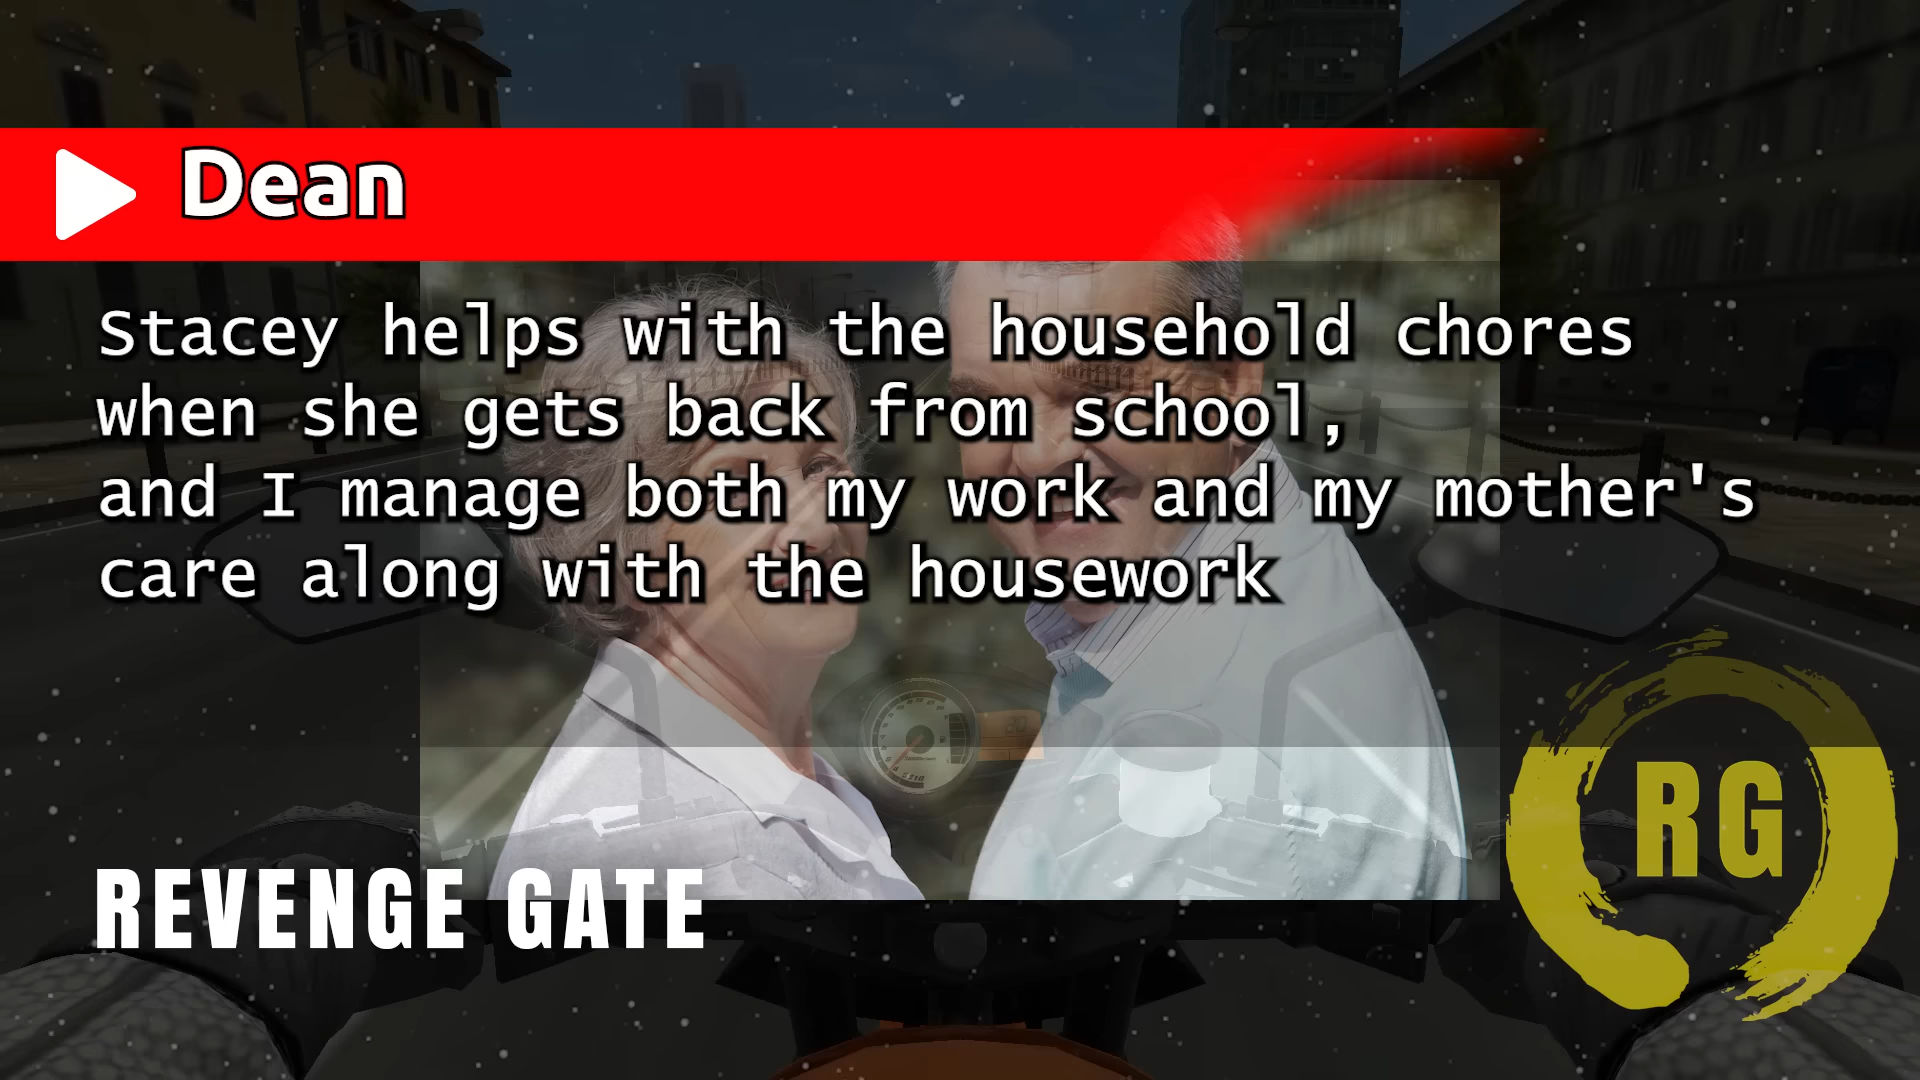 Dean
Stacey helps with the household chores
when she gets back from school,
and I manage both my work and my mother's
care along with the housework
RG
REVENGE GATE